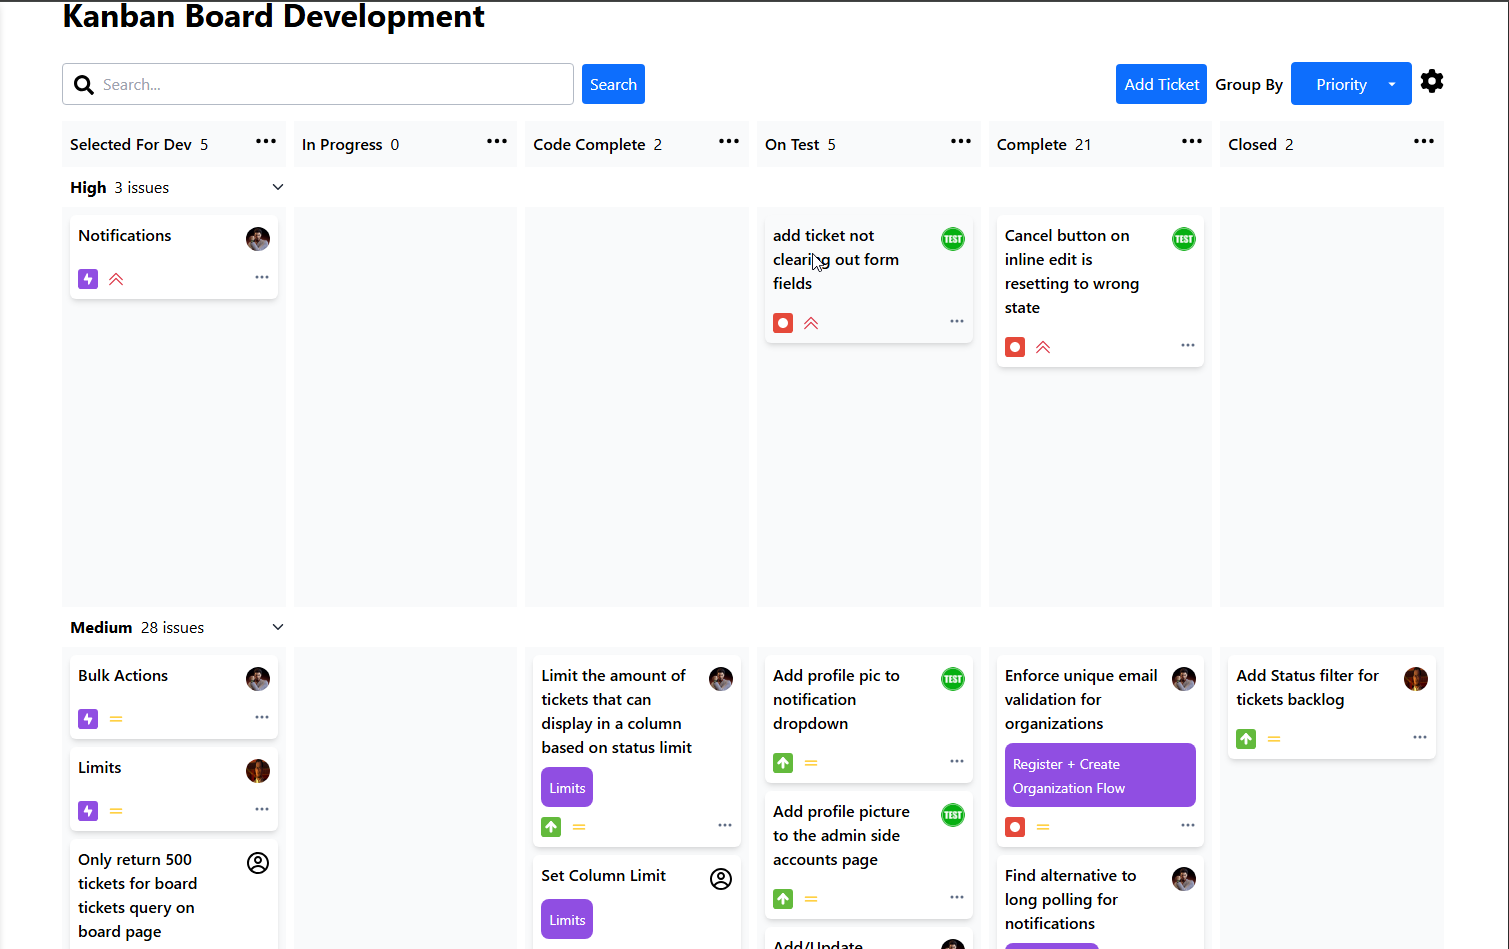 Kanban Board Development
Search...
Search
Add Ticket
Group By
Priority
Selected For Dev 5
In Progress 0
Code Complete 2
On Test 5
Complete 21
Closed 2
High 3 issues
Notifications
add ticket not
clearing out form
fields
TEST
Cancel button on
inline edit is
resetting to wrong
state
TEST
Medium 28 issues
Bulk Actions
Limits
Only return 500
tickets for board
tickets query on
board page
Limit the amount of
tickets that can
display in a column
based on status limit
Limits
Set Column Limit
Limits
Add profile pic to
notification
dropdown
TEST
Add profile picture
to the admin side
accounts page
TEST
Add/Update
Enforce unique email
validation for
organizations
Register + Create
Organization Flow
Find alternative to
long polling for
notifications
Add Status filter for
tickets backlog